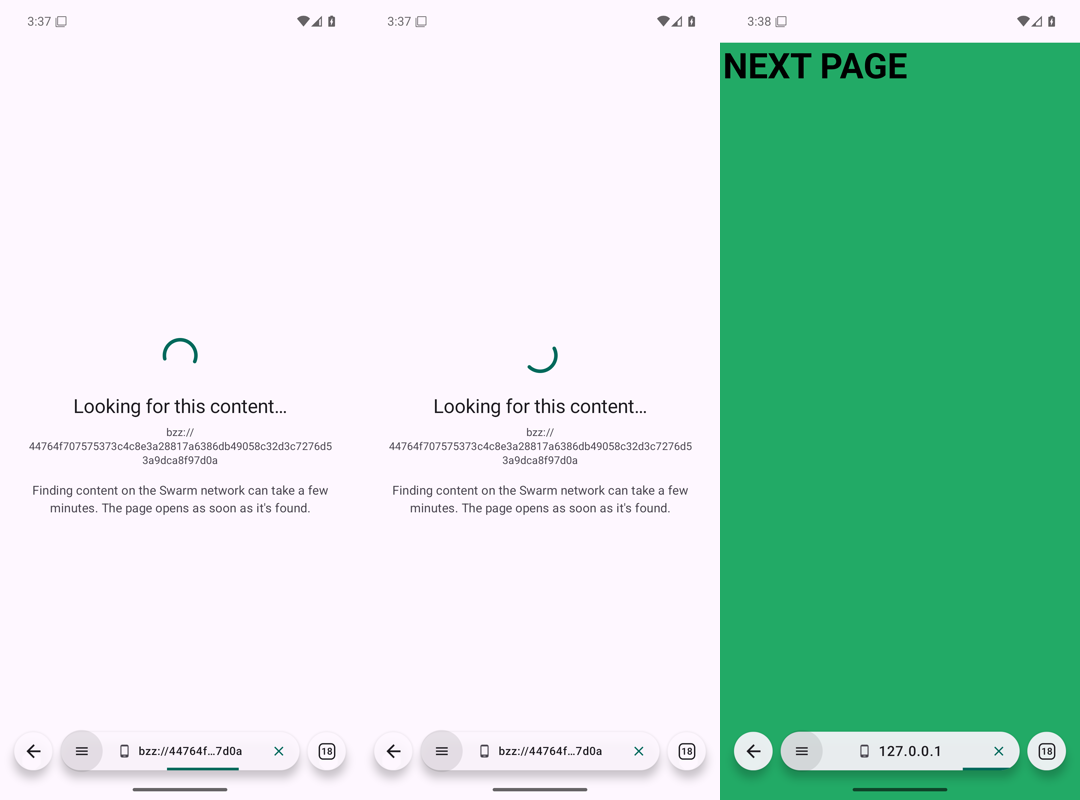 3:37
Looking for this content...
bzz://
44764f707575373c4c8e3a28817a6386db49058c32d3c7276d5
3a9dca8f97d0a
Finding content on the Swarm network can take a few
minutes. The page opens as soon as it's found.
bzz://44764f...7d0a
18
3:37
Looking for this content...
bzz://
44764f707575373c4c8e3a28817a6386db49058c32d3c7276d5
3a9dca8f97d0a
Finding content on the Swarm network can take a few
minutes. The page opens as soon as it's found.
bzz://44764f...7d0a
18
3:38
NEXT PAGE
127.0.0.1
18